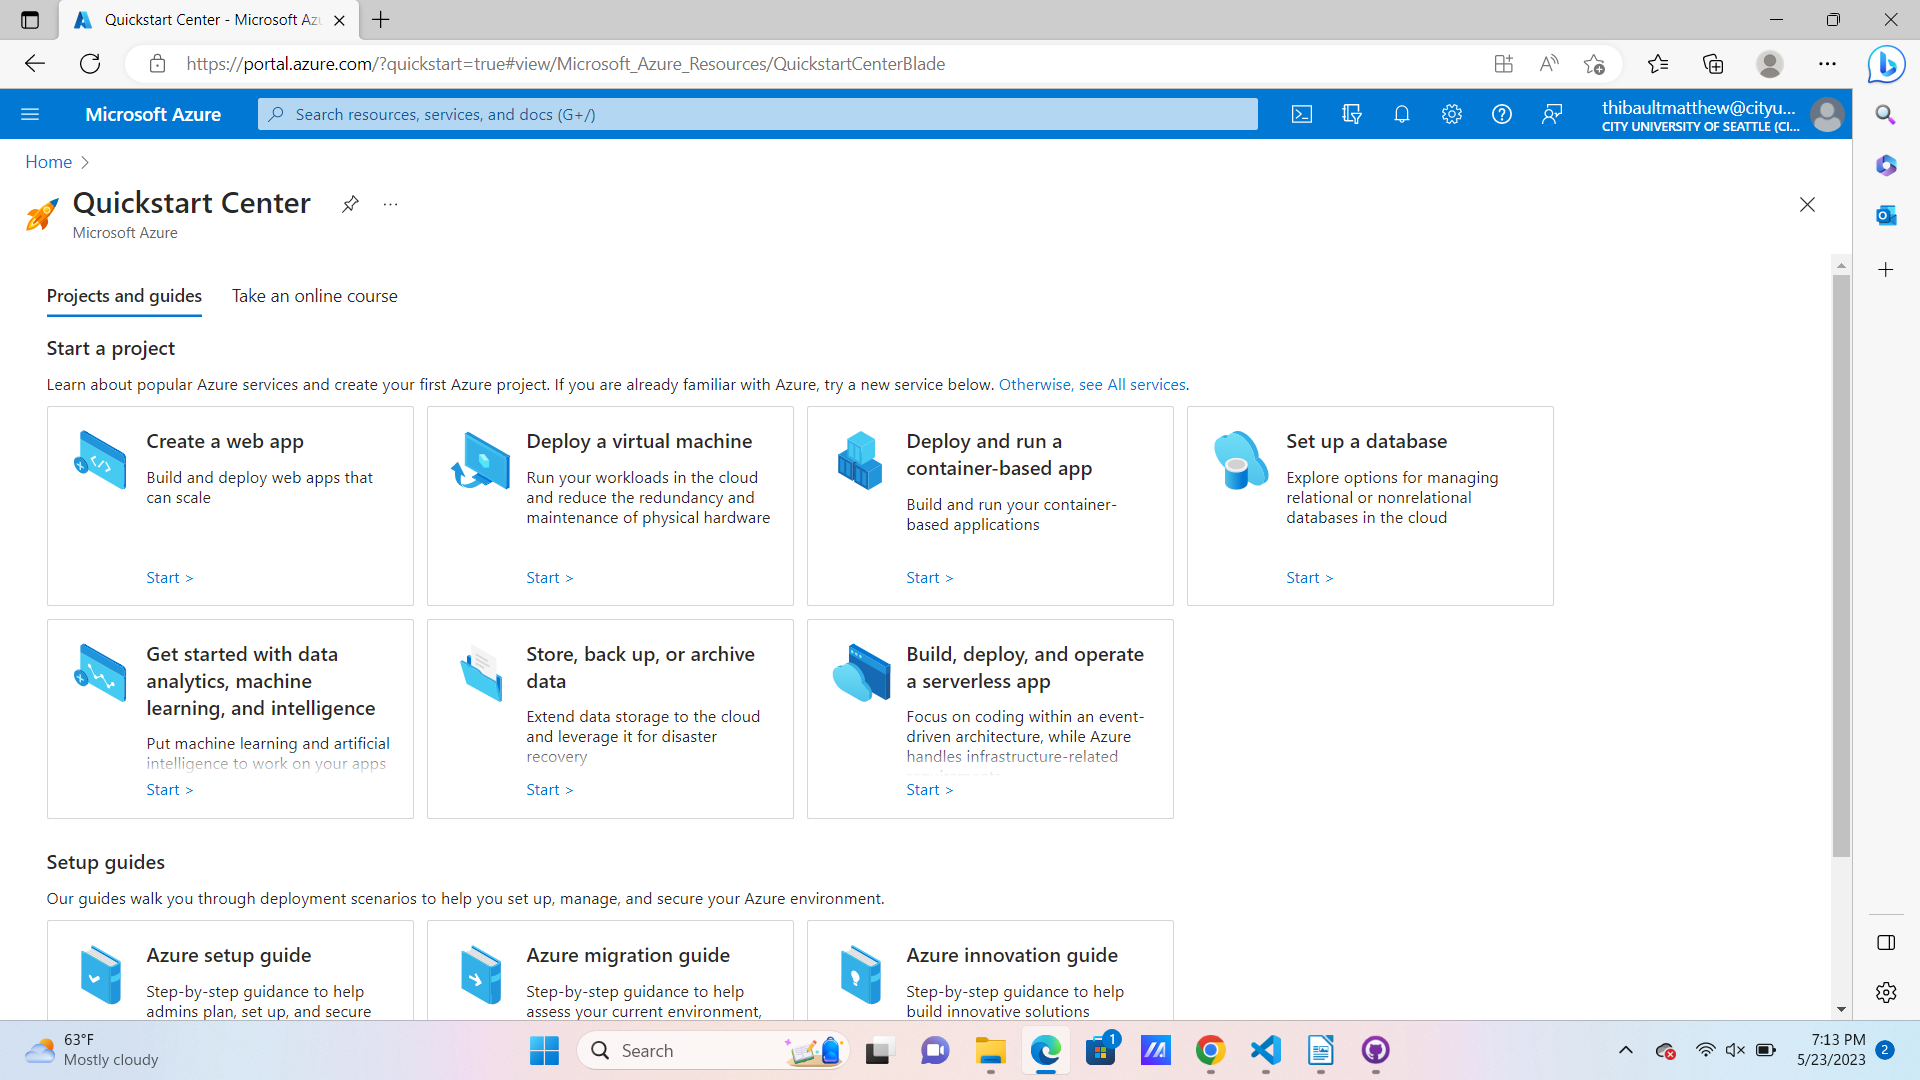 Quickstart Center - Microsoft Az
https://portal.azure.com/?quickstart=true#view/Microsoft_Azure_Resources/QuickstartCenterBlade
Microsoft Azure
Search resources, services, and docs (G+/)
thibaultmatthew@cityu...
CITY UNIVERSITY OF SEATTLE (CI...
Home
Quickstart Center
Microsoft Azure
Projects and guides
Take an online course
Start a project
Learn about popular Azure services and create your first Azure project. If you are already familiar with Azure, try a new service below. Otherwise, see All services.
Create a web app
Build and deploy web apps that
can scale
Start >
Deploy a virtual machine
Run your workloads in the cloud
and reduce the redundancy and
maintenance of physical hardware
Start >
Deploy and run a
container-based app
Build and run your container-
based applications
Start >
Set up a database
Explore options for managing
relational or nonrelational
databases in the cloud
Start >
Get started with data
analytics, machine
learning, and intelligence
Put machine learning and artificial
intelligence to work on your apps
Start >
Store, back up, or archive
data
Extend data storage to the cloud
and leverage it for disaster
recovery
Start >
Build, deploy, and operate
a serverless app
Focus on coding within an event-
driven architecture, while Azure
handles infrastructure-related
Start >
Setup guides
Our guides walk you through deployment scenarios to help you set up, manage, and secure your Azure environment.
Azure setup guide
Step-by-step guidance to help
admins plan, set up, and secure
Azure migration guide
Step-by-step guidance to help
assess your current environment,
Azure innovation guide
Step-by-step guidance to help
build innovative solutions
63°F
Mostly cloudy
Search
1
7:13 PM
5/23/2023
2